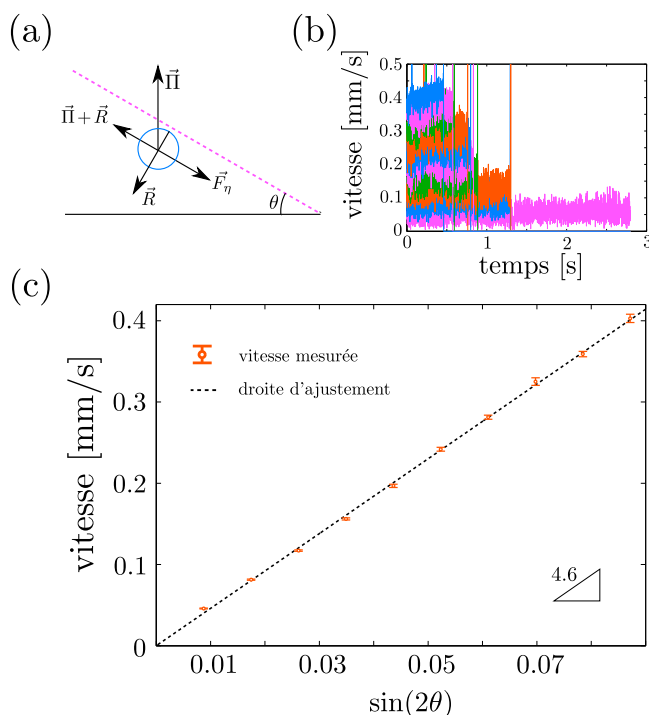 (a)
Π⃗
Π⃗ + R⃗
R⃗
F⃗η
θ
(b)
vitesse [mm/s]
0.5
0.4
0.3
0.2
0.1
0
0 1 2 3
temps [s]
(c)
vitesse [mm/s]
0.4
0.3
0.2
0.1
0
vitesse mesurée
droite d'ajustement
4.6
0.01 0.03 0.05 0.07
sin(2θ)